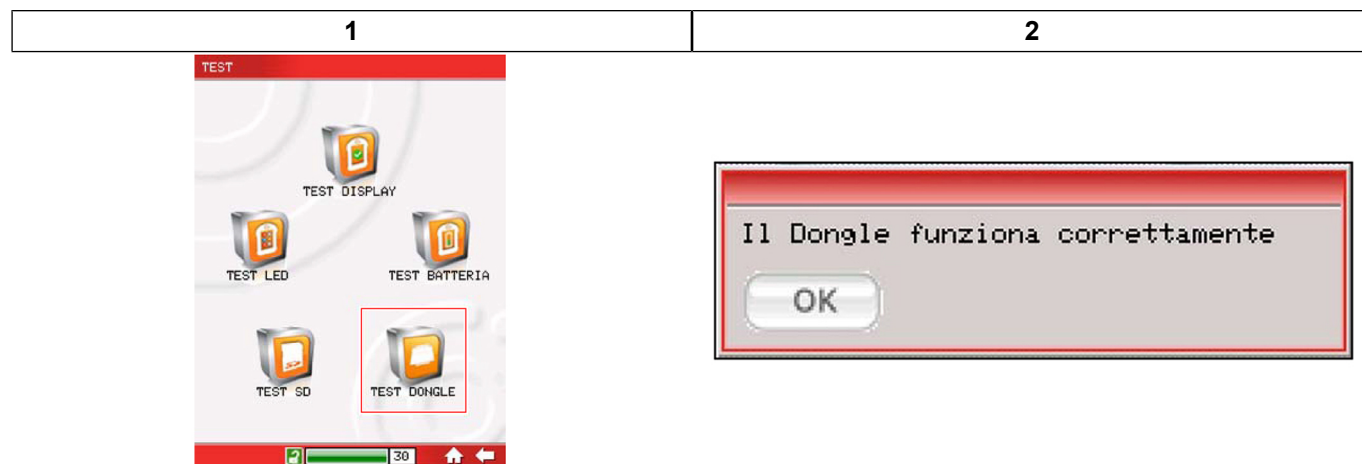 1
2
TEST
TEST DISPLAY
TEST LED
TEST BATTERIA
TEST SD
TEST DONGLE
30
Il Dongle funziona correttamente
OK